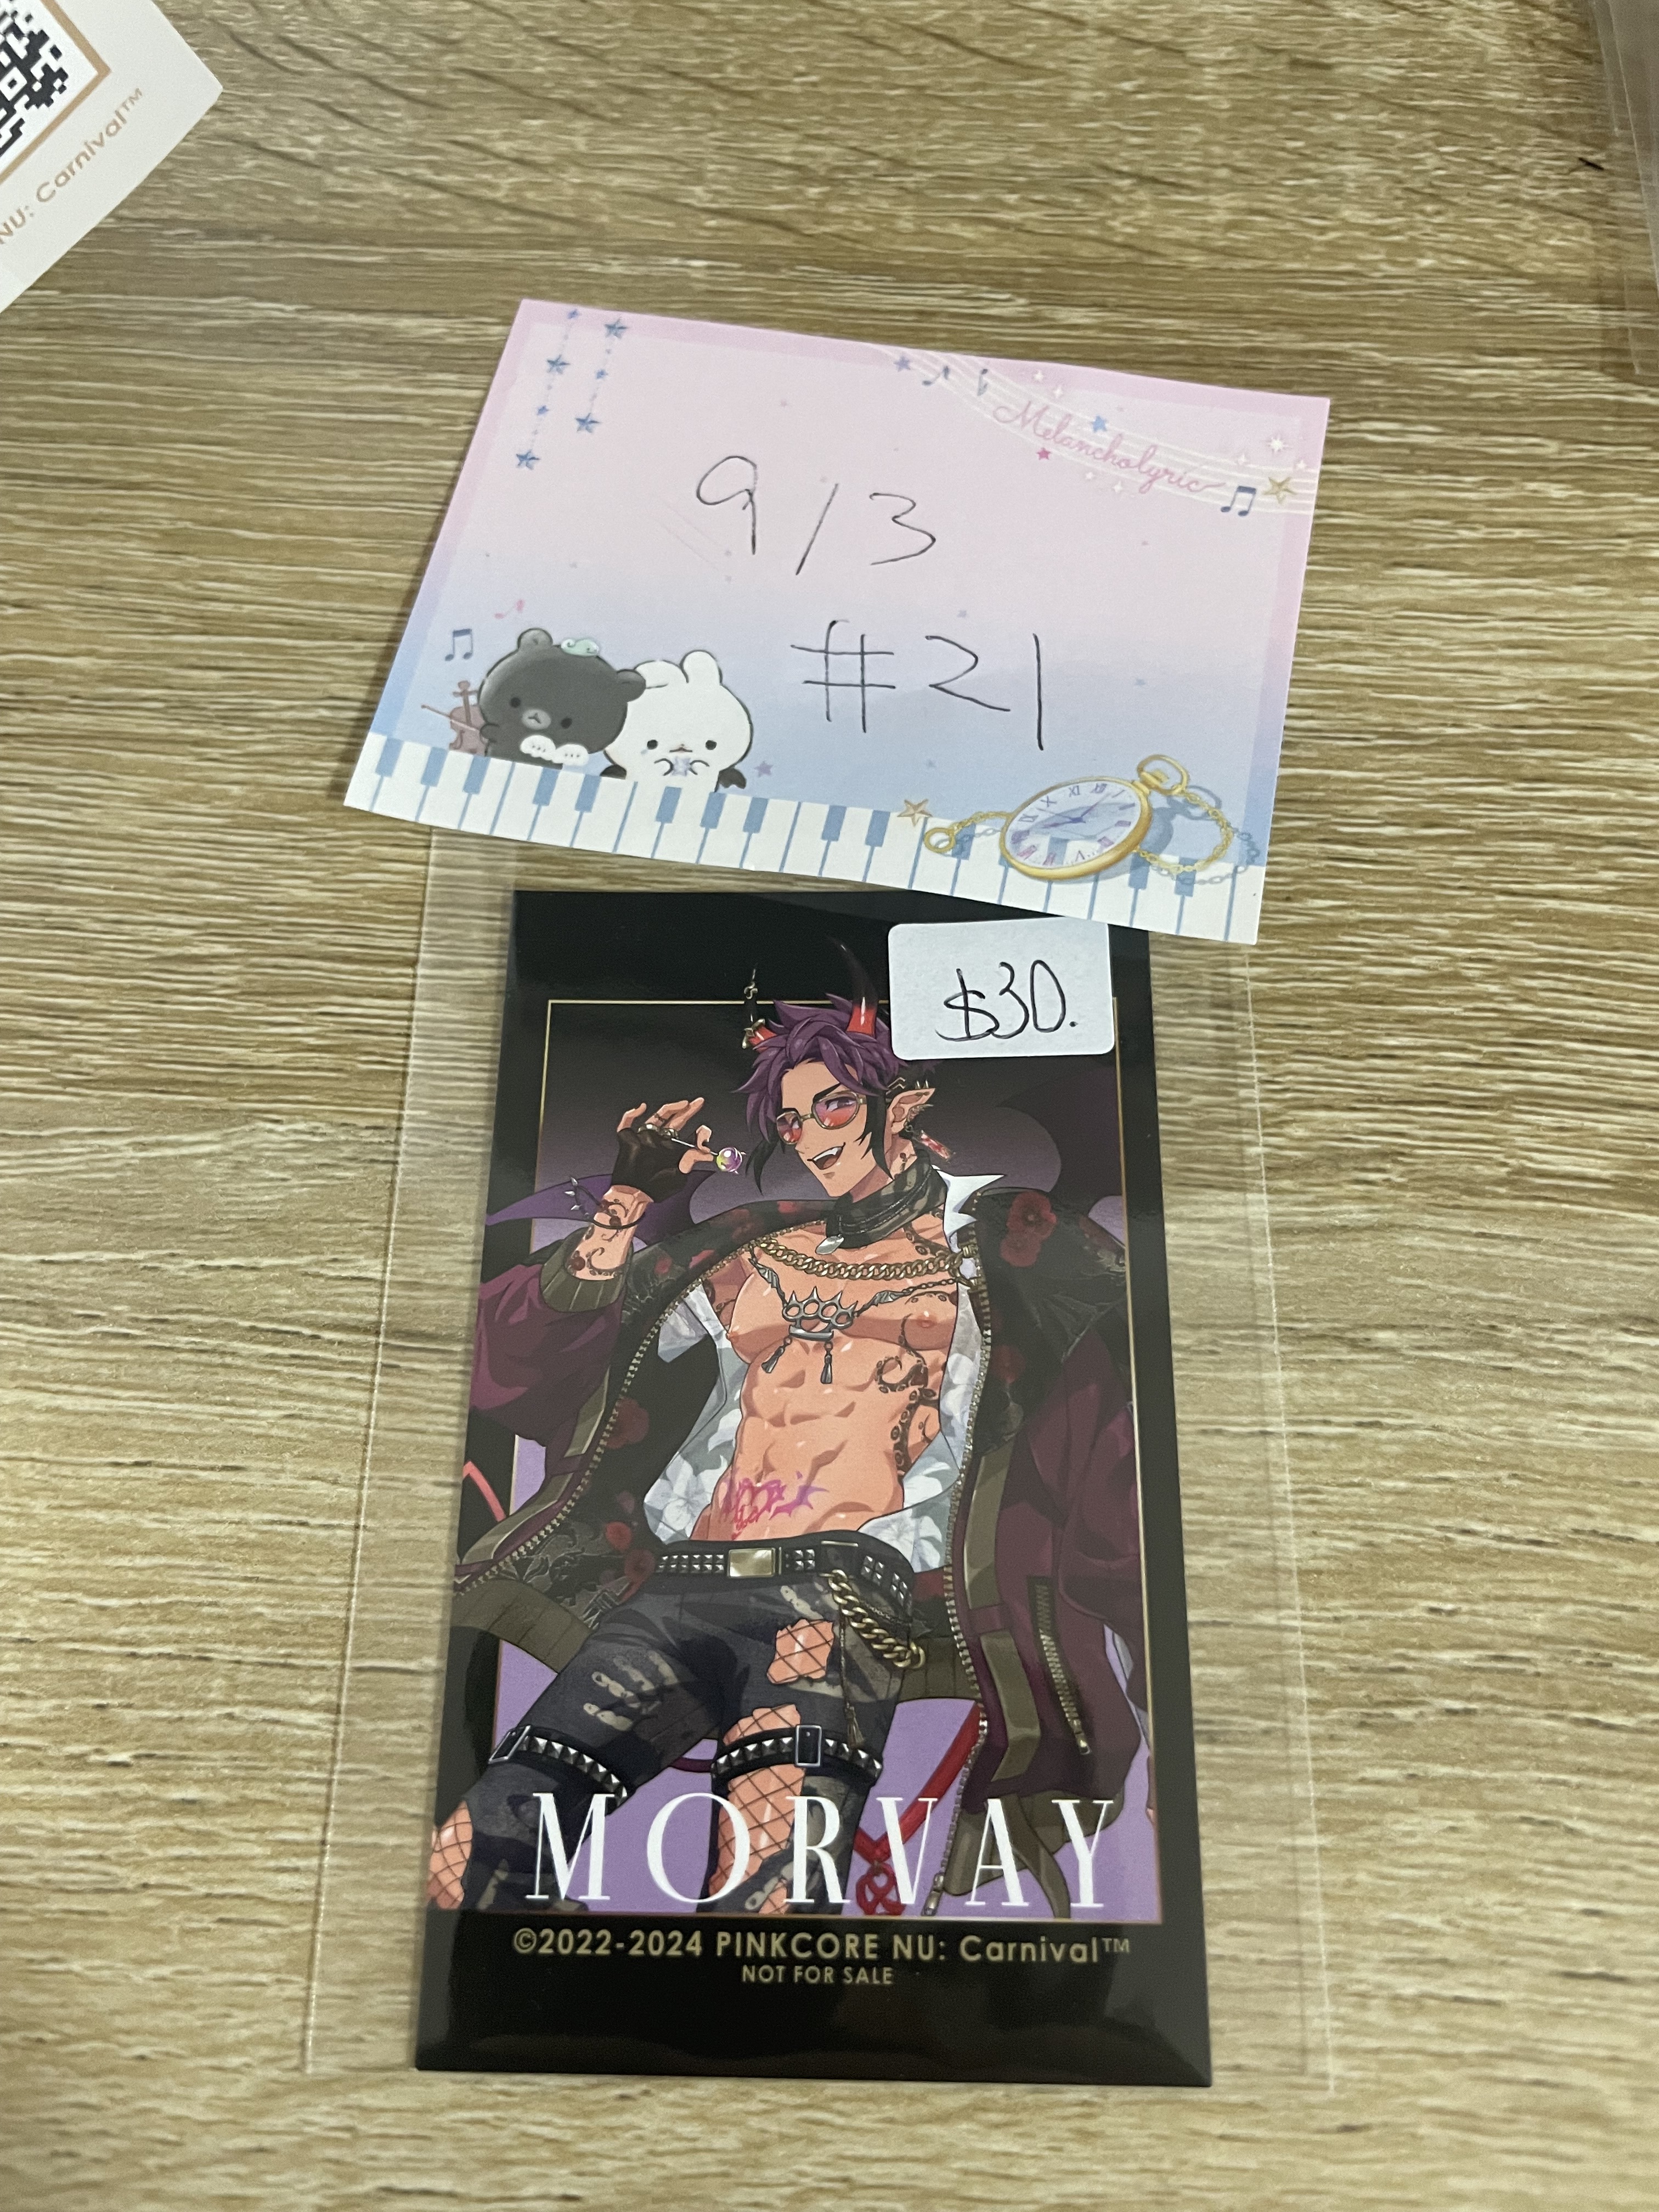 NU: Carnival™
Melancholyric
9/3
#21
$30.
MORVAY
©2022-2024 PINKCORE NU: Carnival™
NOT FOR SALE